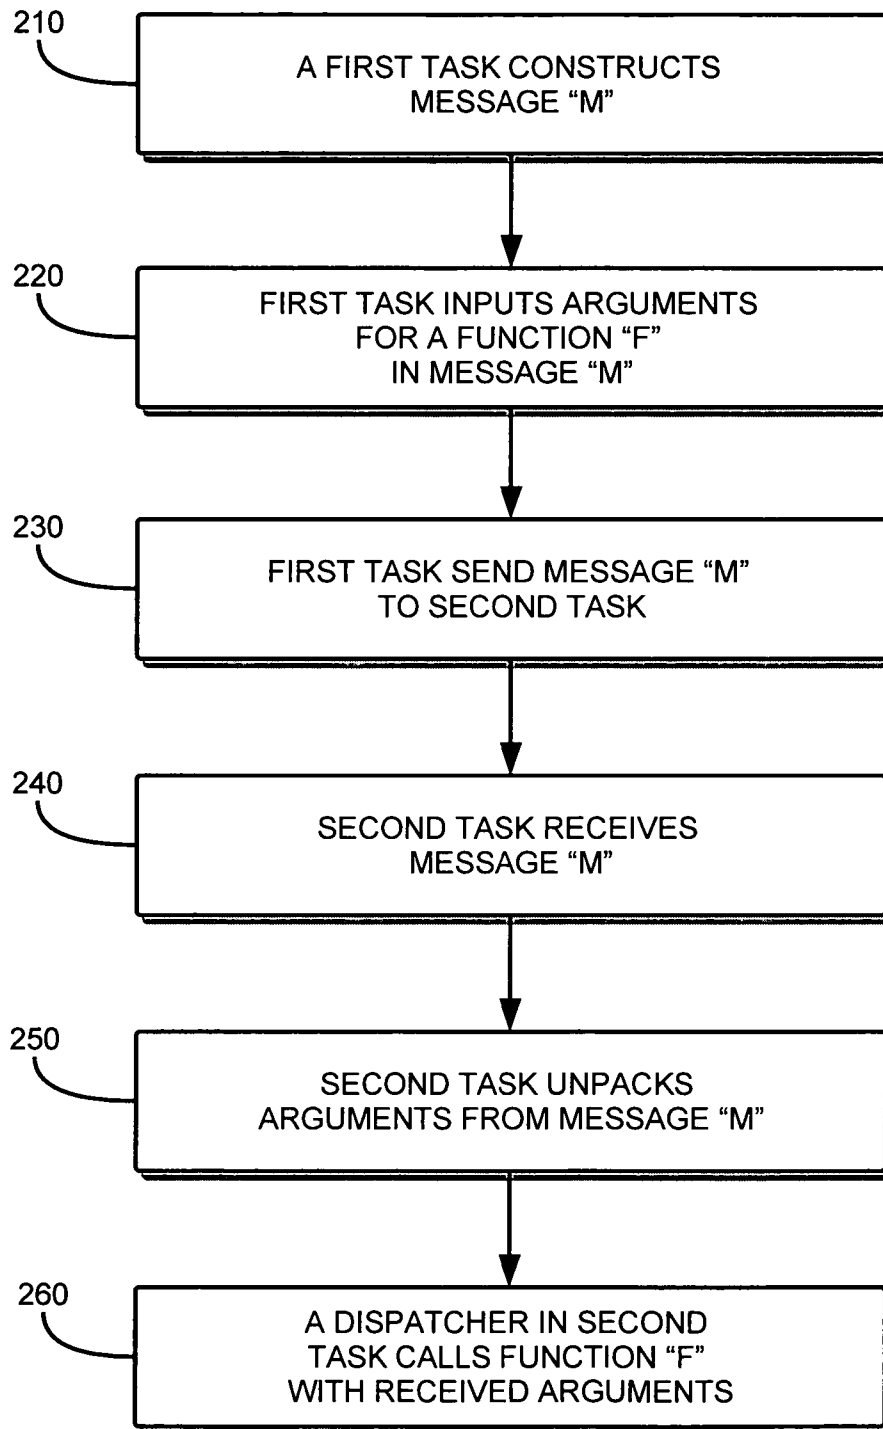 210
A FIRST TASK CONSTRUCTS
MESSAGE “M”
220
FIRST TASK INPUTS ARGUMENTS
FOR A FUNCTION “F”
IN MESSAGE “M”
230
FIRST TASK SEND MESSAGE “M”
TO SECOND TASK
240
SECOND TASK RECEIVES
MESSAGE “M”
250
SECOND TASK UNPACKS
ARGUMENTS FROM MESSAGE “M”
260
A DISPATCHER IN SECOND
TASK CALLS FUNCTION “F”
WITH RECEIVED ARGUMENTS